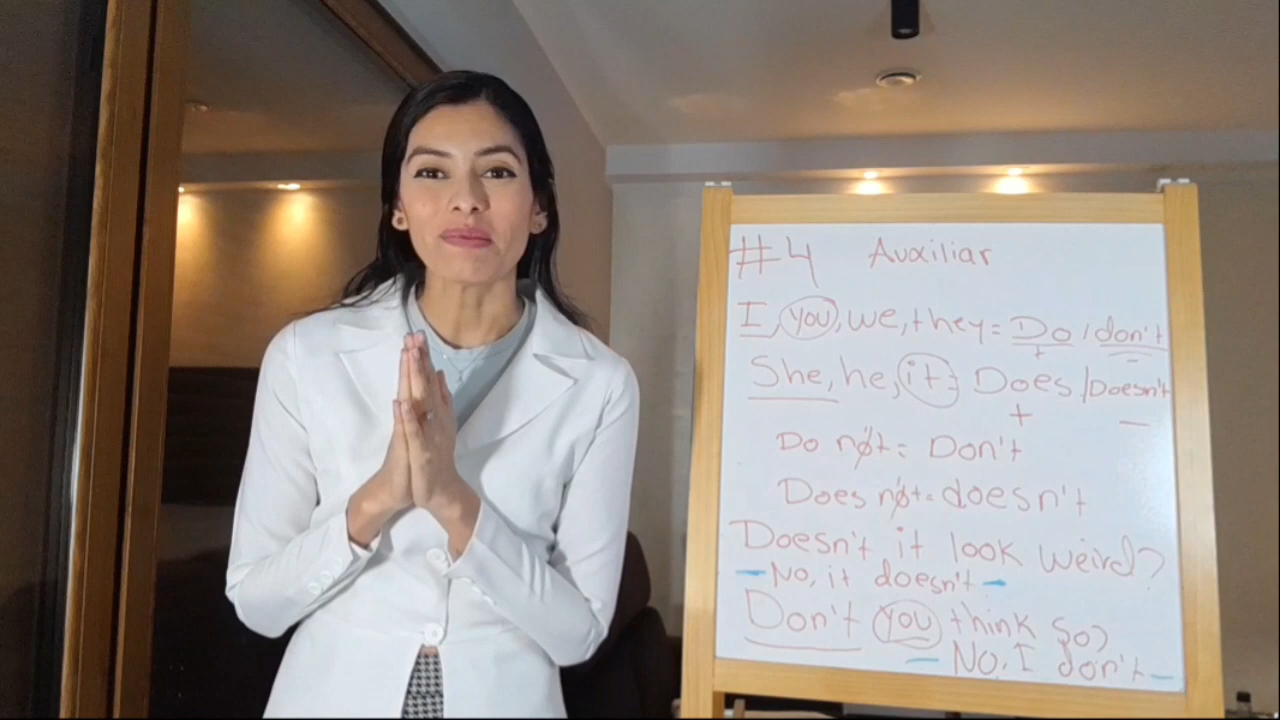 #4 Auxiliar
I, you, we, they = Do / don't
+ -
She, he, it = Does / Doesn't
+ -
Do not = Don't
Does not = doesn't
Doesn't it look weird?
- No, it doesn't -
Don't you think so?
- No, I don't -